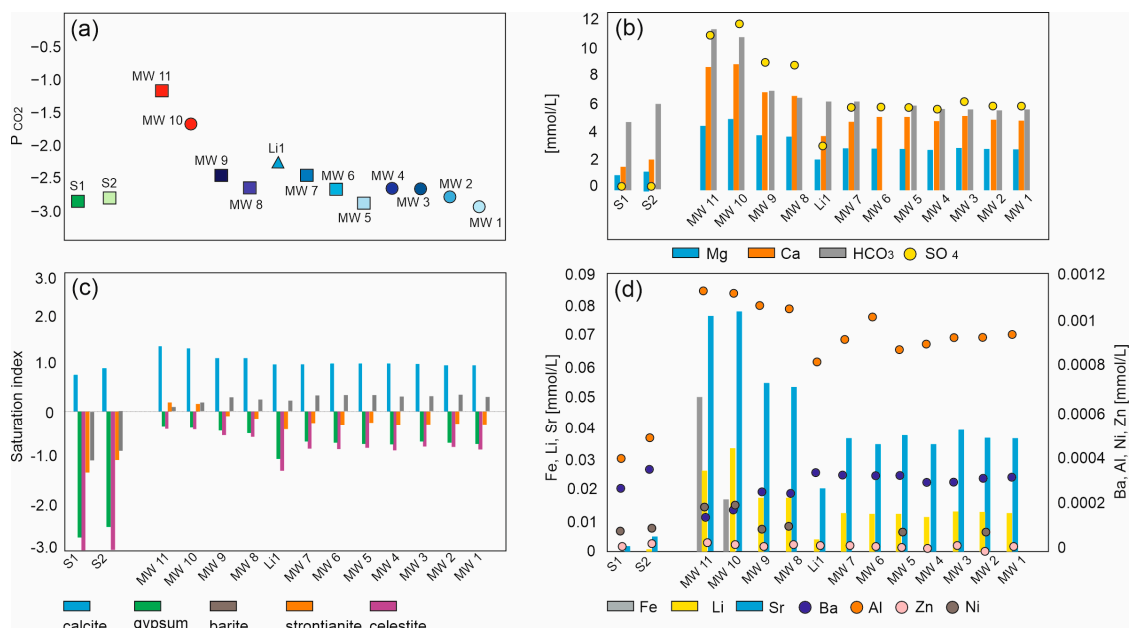 (a)
P CO2
−0.5
−1.0
−1.5
−2.0
−2.5
−3.0
S1
S2
MW 11
MW 10
MW 9
MW 8
Li1
MW 7
MW 6
MW 5
MW 4
MW 3
MW 2
MW 1
(b)
[mmol/L]
12
10
8
6
4
2
0
S1
S2
MW 11
MW 10
MW 9
MW 8
Li1
MW 7
MW 6
MW 5
MW 4
MW 3
MW 2
MW 1
Mg Ca HCO3 SO 4
(c)
Saturation index
3.0
2.0
1.0
0
-1.0
-2.0
-3.0
S1
S2
MW 11
MW 10
MW 9
MW 8
Li1
MW 7
MW 6
MW 5
MW 4
MW 3
MW 2
MW 1
calcite gypsum barite strontianite celestite
(d)
Fe, Li, Sr [mmol/L]
0.09
0.08
0.07
0.06
0.05
0.04
0.03
0.02
0.01
0
0.0012
0.001
0.0008
0.0006
0.0004
0.0002
0
Ba, Al, Ni, Zn [mmol/L]
S1
S2
MW 11
MW 10
MW 9
MW 8
Li1
MW 7
MW 6
MW 5
MW 4
MW 3
MW 2
MW 1
Fe Li Sr Ba Al Zn Ni